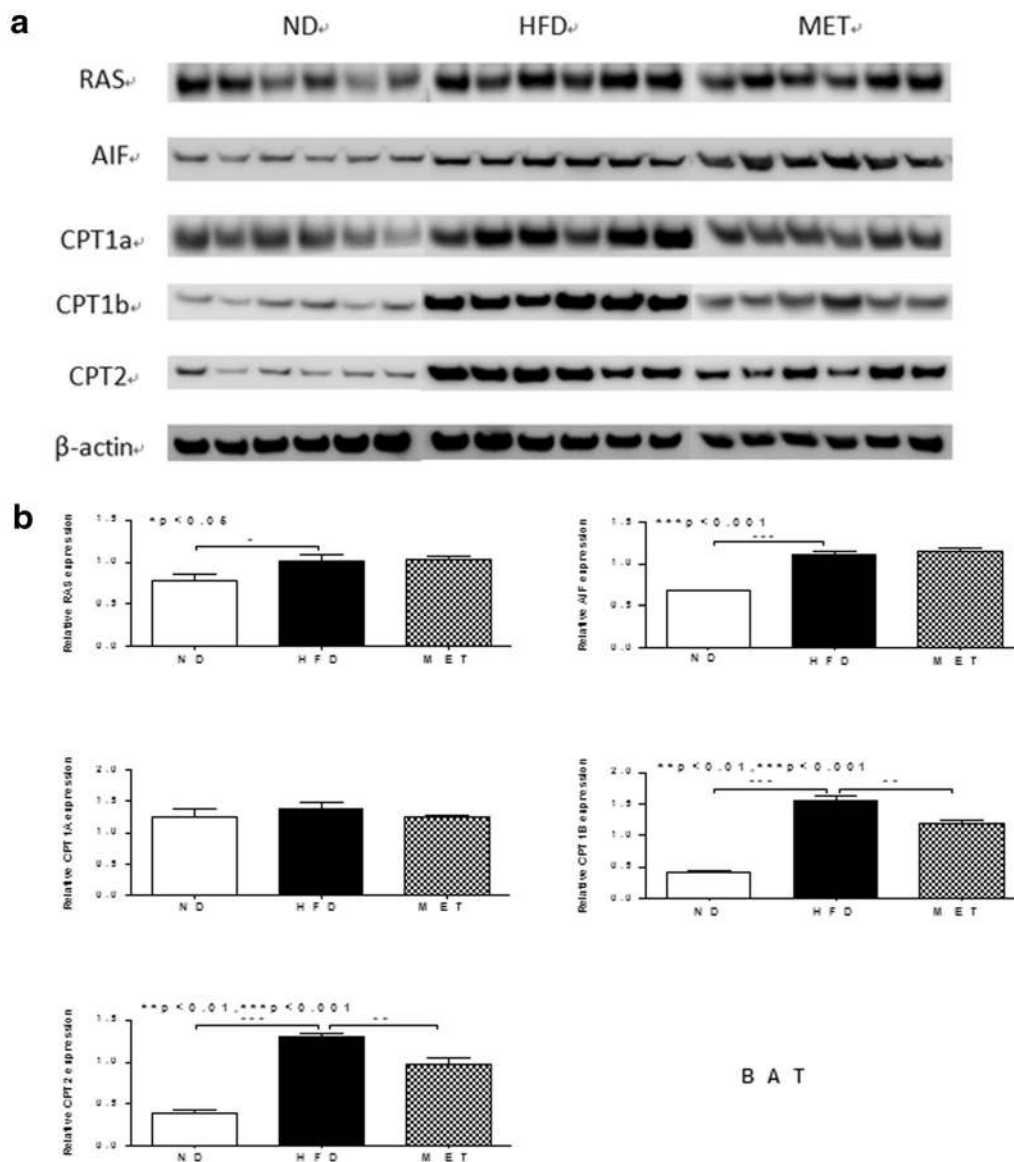 a
ND↵ HFD↵ MET↵
RAS↵
AIF↵
CPT1a↵
CPT1b↵
CPT2↵
β-actin↵
b
*p<0.05
Relative RAS expression
1.5
1.0
0.5
0.0
*
ND HFD MET
***p<0.001
Relative AIF expression
1.5
1.0
0.5
0.0
***
ND HFD MET
Relative CPT1A expression
2.0
1.5
1.0
0.5
0.0
ND HFD MET
**p<0.01,***p<0.001
Relative CPT1B expression
2.0
1.5
1.0
0.5
0.0
*** **
ND HFD MET
**p<0.01,***p<0.001
Relative CPT2 expression
1.5
1.0
0.5
0.0
*** **
ND HFD MET
BAT